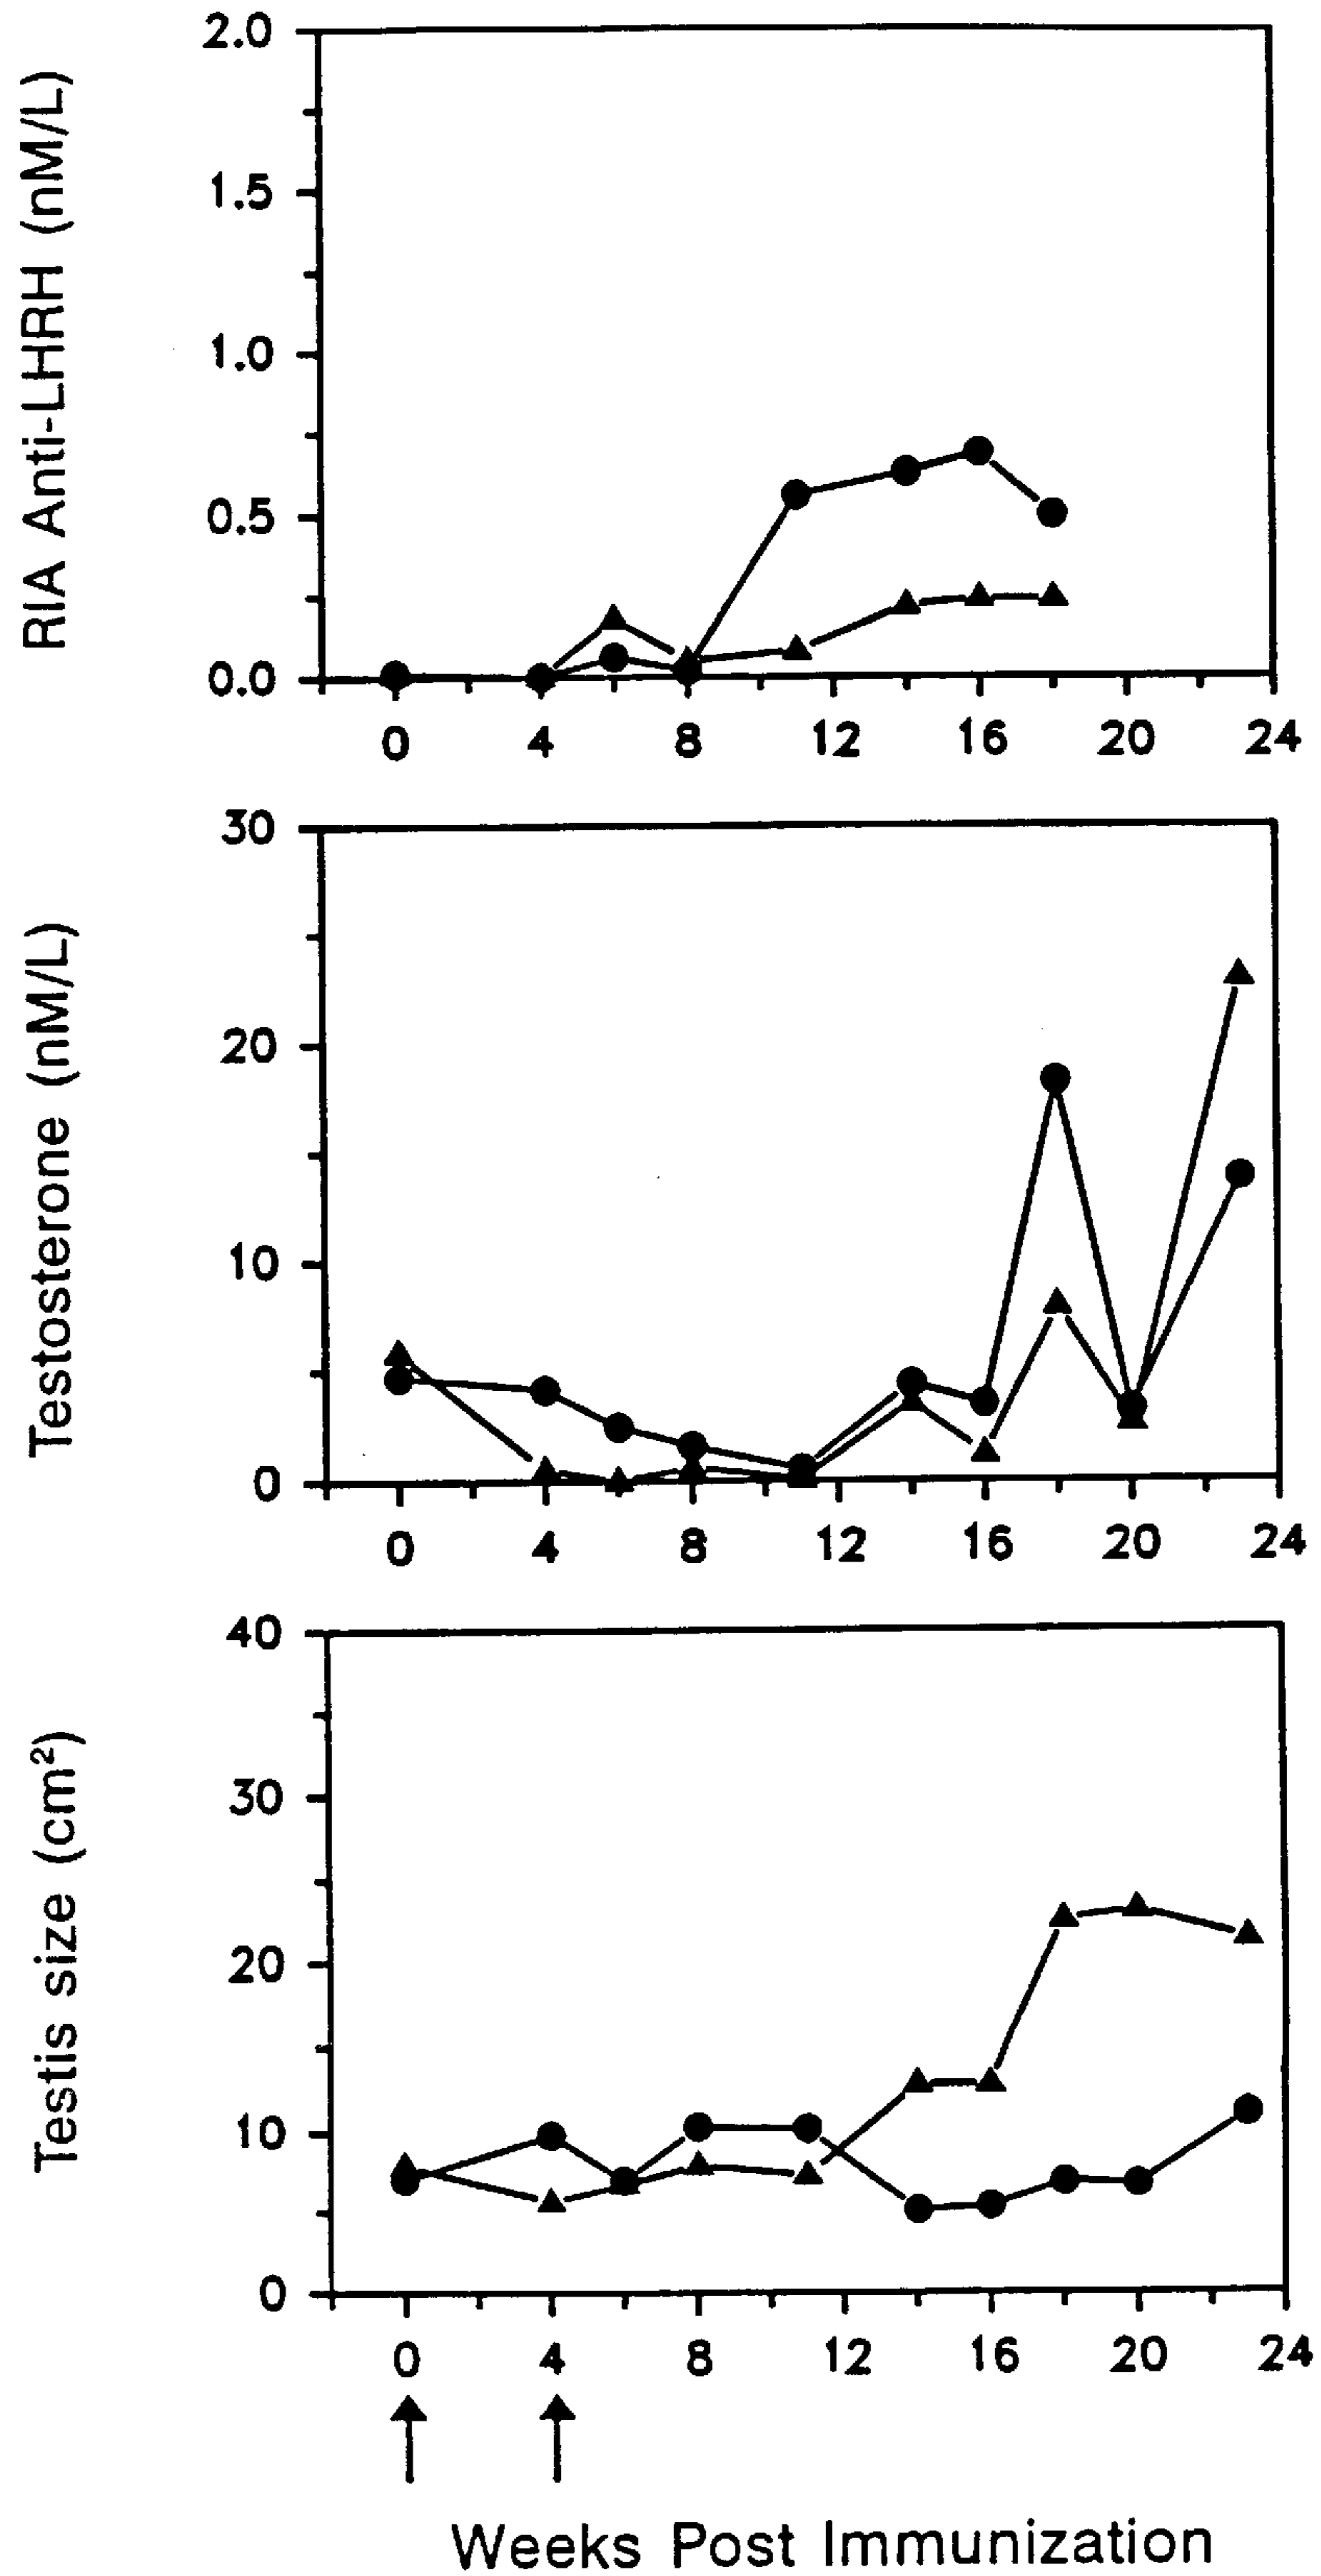 RIA Anti-LHRH (nM/L)
2.0
1.5
1.0
0.5
0.0
0 4 8 12 16 20 24
Testosterone (nM/L)
30
20
10
0
0 4 8 12 16 20 24
Testis size (cm²)
40
30
20
10
0
0 4 8 12 16 20 24
Weeks Post Immunization